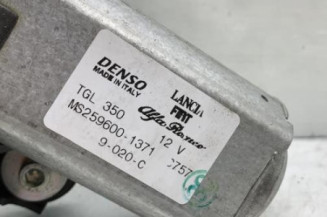 DENSO
MADE IN ITALY
LANCIA
FIAT
Alfa Romeo
TGL 350
12 V
MS259600-1371
9-020-C